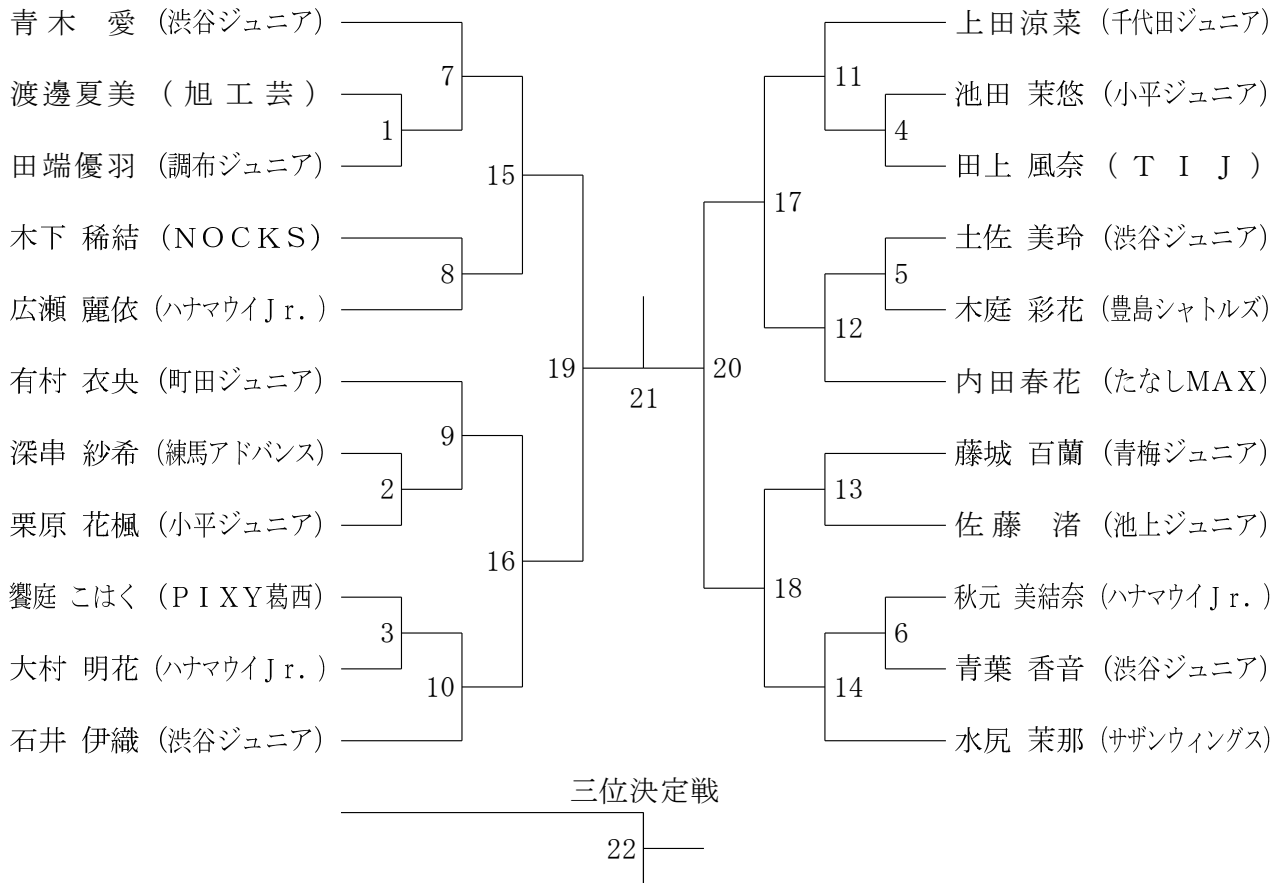 青木 愛 (渋谷ジュニア)
渡邊夏美 (旭工芸)
1
田端優羽 (調布ジュニア)
7
木下 稀結 (NOCKS)
8
広瀬 麗依 (ハナマウイJr.)
15
有村 衣央 (町田ジュニア)
9
深串 紗希 (練馬アドバンス)
2
栗原 花楓 (小平ジュニア)
16
饗庭 こはく (PIXY葛西)
3
大村 明花 (ハナマウイJr.)
10
石井 伊織 (渋谷ジュニア)
19
21
20
上田涼菜 (千代田ジュニア)
11
池田 茉悠 (小平ジュニア)
4
田上 風奈 (TIJ)
17
土佐 美玲 (渋谷ジュニア)
5
木庭 彩花 (豊島シャトルズ)
12
内田春花 (たなしMAX)
藤城 百蘭 (青梅ジュニア)
13
佐藤 渚 (池上ジュニア)
18
秋元 美結奈 (ハナマウイJr.)
6
青葉 香音 (渋谷ジュニア)
14
水尻 茉那 (サザンウィングス)
三位決定戦
22